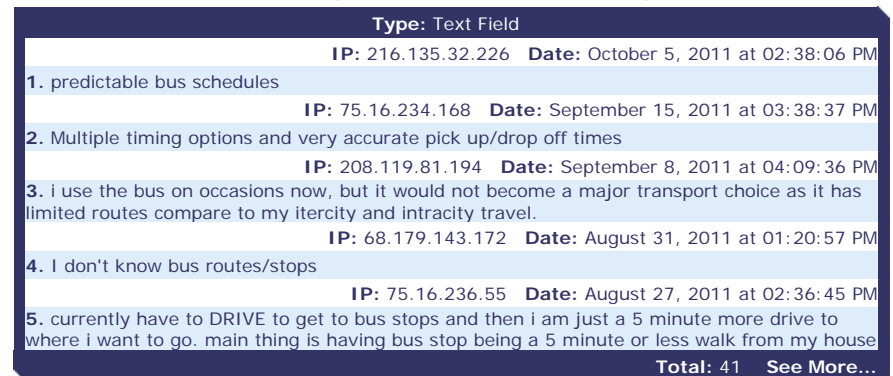 Type: Text Field
IP: 216.135.32.226 Date: October 5, 2011 at 02:38:06 PM
1. predictable bus schedules
IP: 75.16.234.168 Date: September 15, 2011 at 03:38:37 PM
2. Multiple timing options and very accurate pick up/drop off times
IP: 208.119.81.194 Date: September 8, 2011 at 04:09:36 PM
3. i use the bus on occasions now, but it would not become a major transport choice as it has
limited routes compare to my itercity and intracity travel.
IP: 68.179.143.172 Date: August 31, 2011 at 01:20:57 PM
4. I don't know bus routes/stops
IP: 75.16.236.55 Date: August 27, 2011 at 02:36:45 PM
5. currently have to DRIVE to get to bus stops and then i am just a 5 minute more drive to
where i want to go. main thing is having bus stop being a 5 minute or less walk from my house
Total: 41 See More...